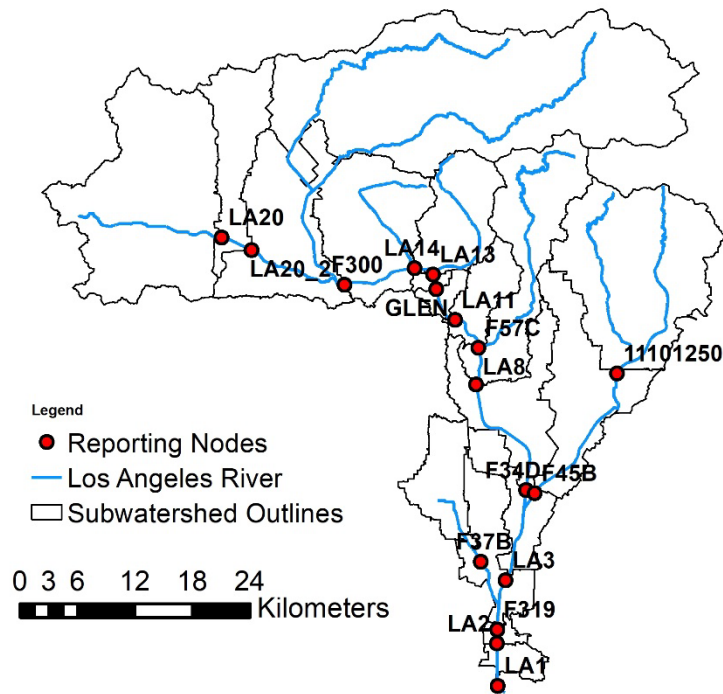 LA20
LA20_2
F300
LA14
LA13
GLEN
LA11
F57C
LA8
11101250
F34D
F45B
F37B
LA3
F319
LA2
LA1
Legend
Reporting Nodes
Los Angeles River
Subwatershed Outlines
0 3 6 12 18 24
Kilometers